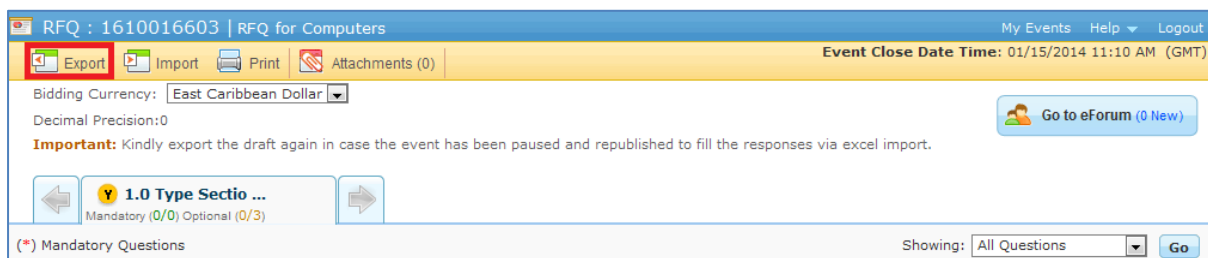 RFQ : 1610016603 | RFQ for Computers My Events Help Logout
Export Import Print Attachments (0) Event Close Date Time: 01/15/2014 11:10 AM (GMT)
Bidding Currency: East Caribbean Dollar
Decimal Precision:0 Go to eForum (0 New)
Important: Kindly export the draft again in case the event has been paused and republished to fill the responses via excel import.
Y 1.0 Type Sectio ...
Mandatory (0/0) Optional (0/3)
(*) Mandatory Questions Showing: All Questions Go